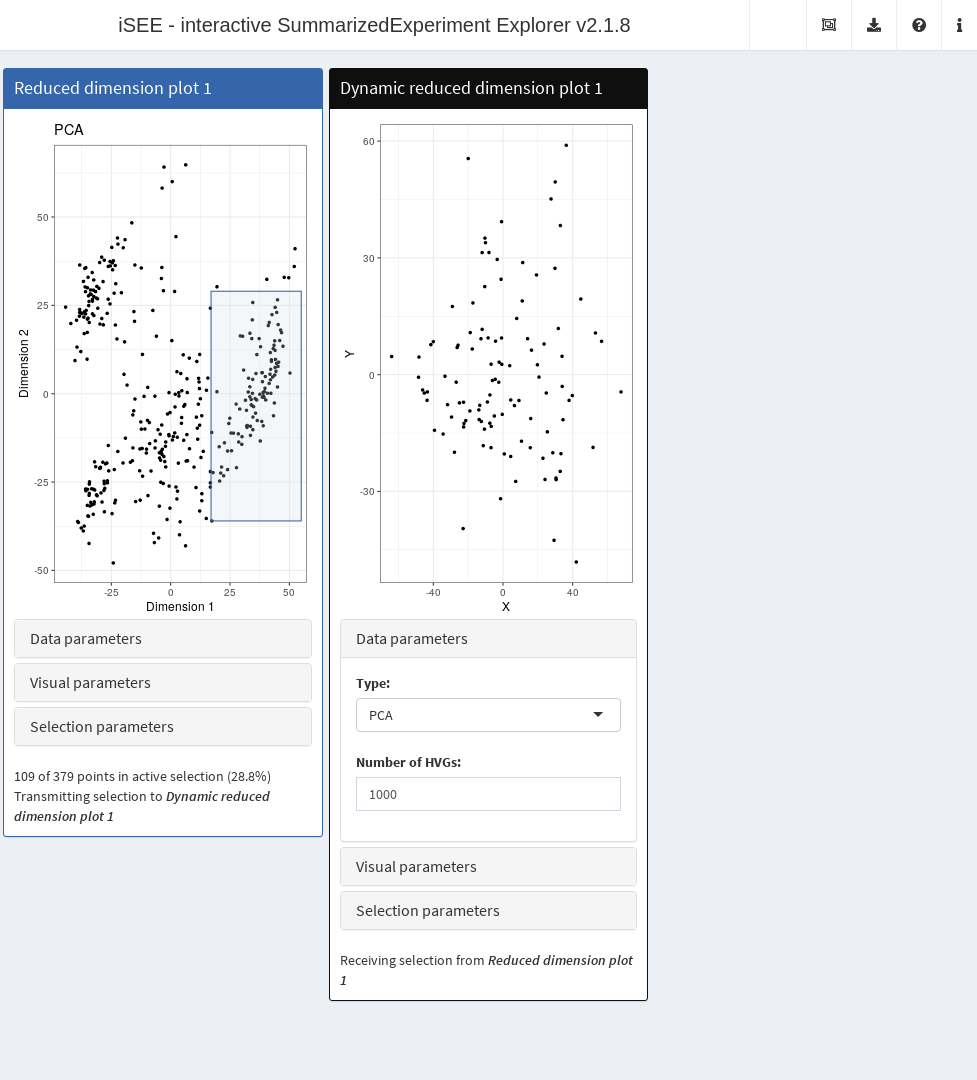 iSEE - interactive SummarizedExperiment Explorer v2.1.8
Reduced dimension plot 1
PCA
Dimension 2
50
25
0
-25
-50
-25
0
25
50
Dimension 1
Data parameters
Visual parameters
Selection parameters
109 of 379 points in active selection (28.8%)
Transmitting selection to Dynamic reduced
dimension plot 1
Dynamic reduced dimension plot 1
Y
60
30
0
-30
-40
0
40
X
Data parameters
Type:
PCA
Number of HVGs:
1000
Visual parameters
Selection parameters
Receiving selection from Reduced dimension plot
1